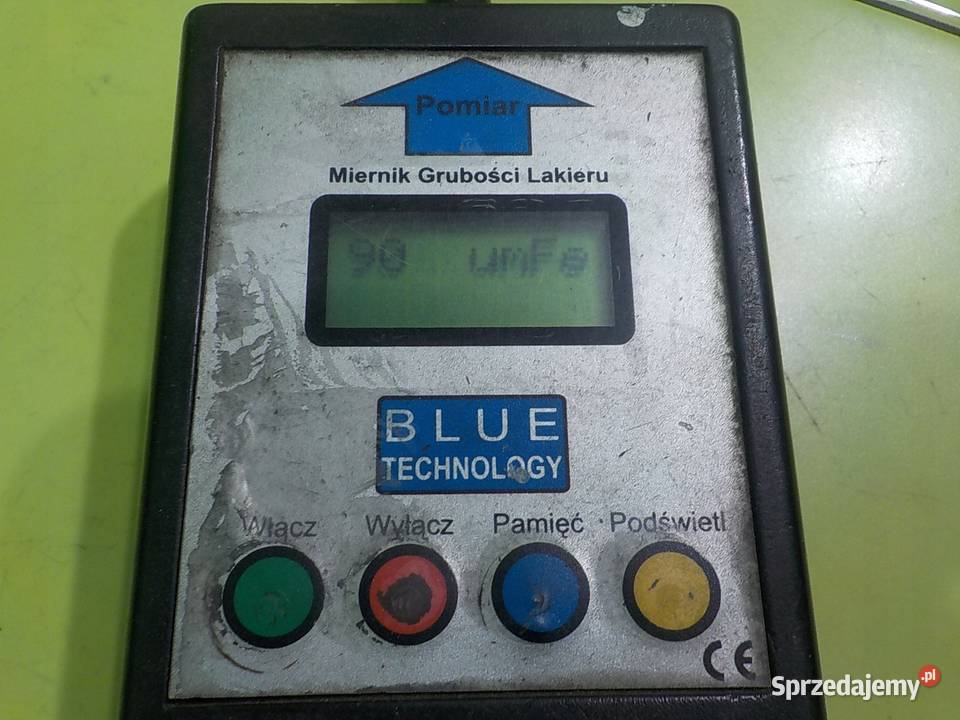 Pomiar
Miernik Grubości Lakieru
90 umFe
BLUE
TECHNOLOGY
Włącz Wyłącz Pamięć Podświetl
CE
Sprzedajemy.pl